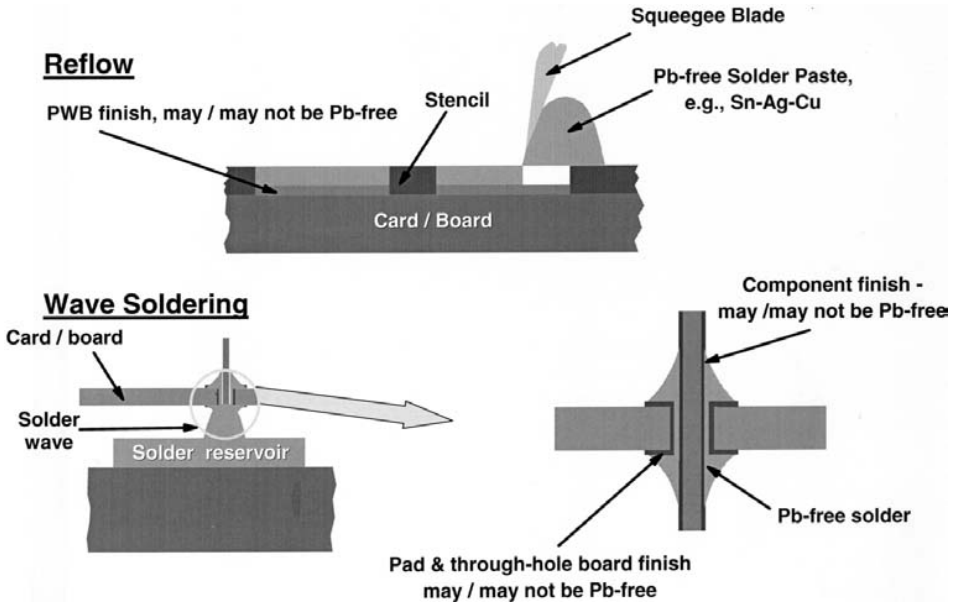 Squeegee Blade
Reflow
Pb-free Solder Paste,
e.g., Sn-Ag-Cu
Stencil
PWB finish, may / may not be Pb-free
Card / Board
Wave Soldering
Card / board
Solder
wave
Solder reservoir
Component finish -
may /may not be Pb-free
Pb-free solder
Pad & through-hole board finish
may / may not be Pb-free